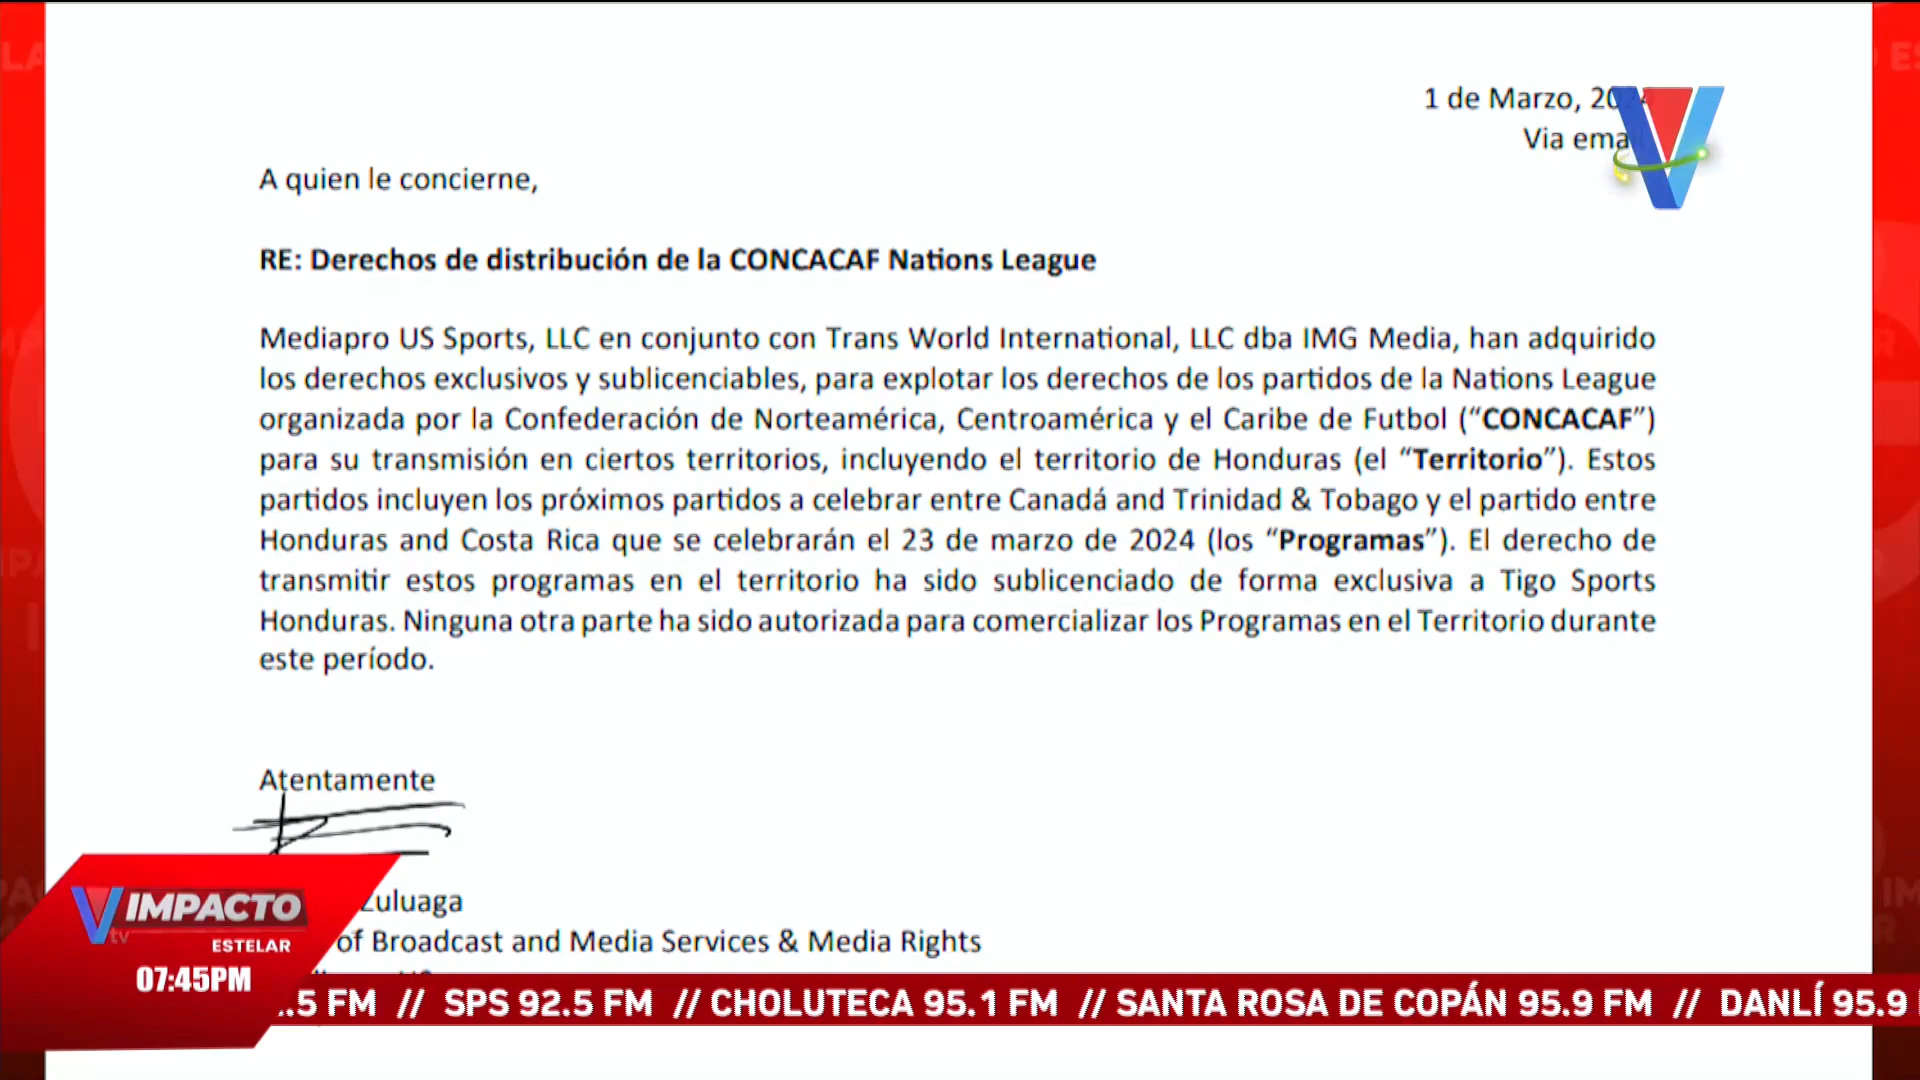 1 de Marzo, 2024
Via email
A quien le concierne,
RE: Derechos de distribución de la CONCACAF Nations League
Mediapro US Sports, LLC en conjunto con Trans World International, LLC dba IMG Media, han adquirido
los derechos exclusivos y sublicenciables, para explotar los derechos de los partidos de la Nations League
organizada por la Confederación de Norteamérica, Centroamérica y el Caribe de Futbol (“CONCACAF”)
para su transmisión en ciertos territorios, incluyendo el territorio de Honduras (el “Territorio”). Estos
partidos incluyen los próximos partidos a celebrar entre Canadá and Trinidad & Tobago y el partido entre
Honduras and Costa Rica que se celebrarán el 23 de marzo de 2024 (los “Programas”). El derecho de
transmitir estos programas en el territorio ha sido sublicenciado de forma exclusiva a Tigo Sports
Honduras. Ninguna otra parte ha sido autorizada para comercializar los Programas en el Territorio durante
este período.
Atentamente
Zuluaga
of Broadcast and Media Services & Media Rights
V tv IMPACTO
ESTELAR
07:45PM
.5 FM // SPS 92.5 FM // CHOLUTECA 95.1 FM // SANTA ROSA DE COPÁN 95.9 FM // DANLÍ 95.9